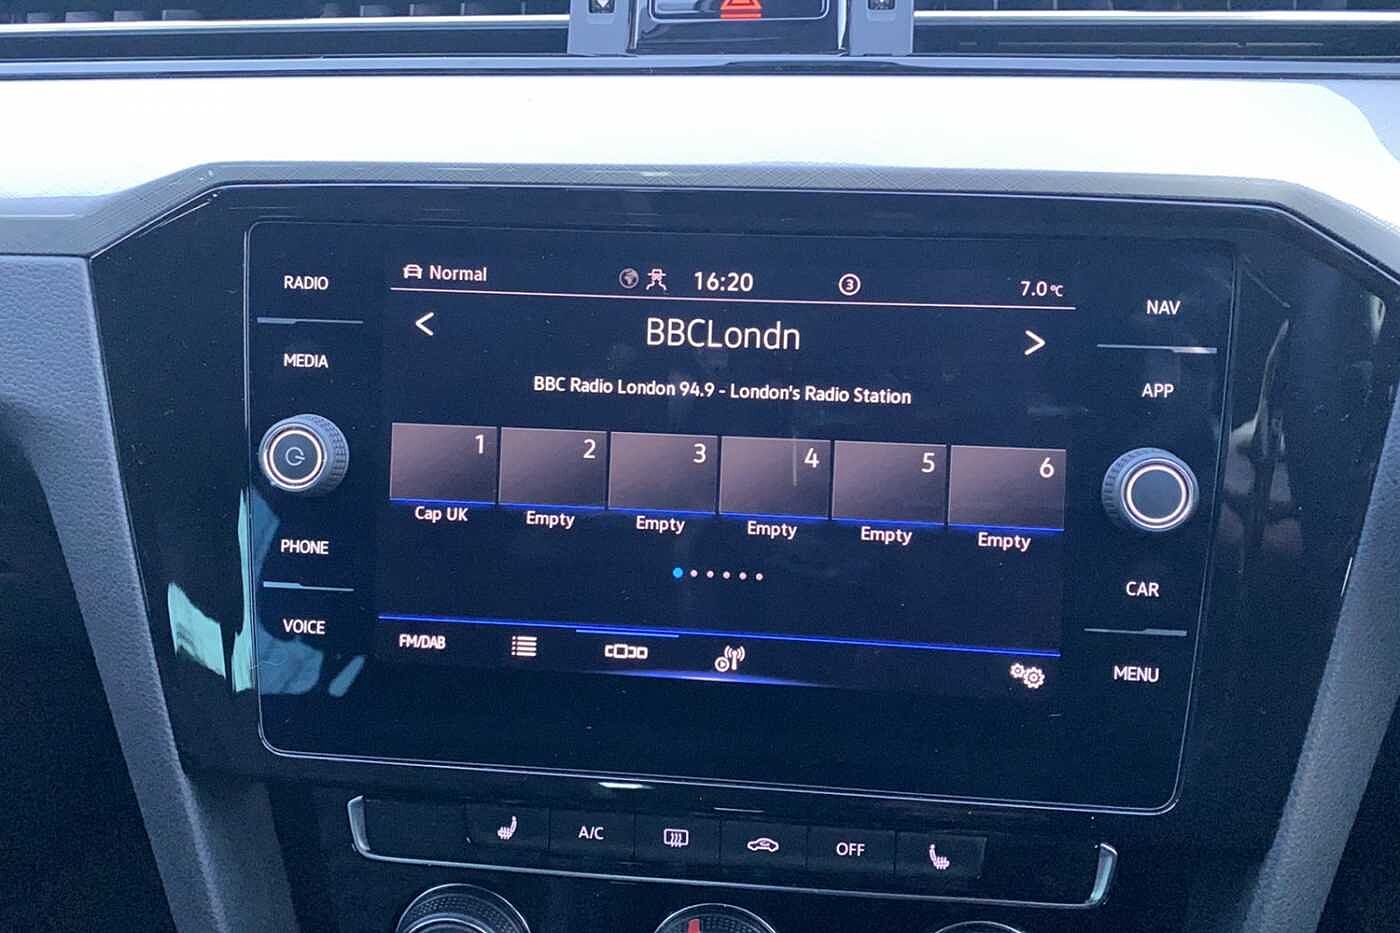 RADIO
MEDIA
PHONE
VOICE
Normal
16:20
3
7.0°C
BBCLondn
BBC Radio London 94.9 - London's Radio Station
1 2 3 4 5 6
Cap UK Empty Empty Empty Empty Empty
FM/DAB
NAV
APP
CAR
MENU
A/C
OFF